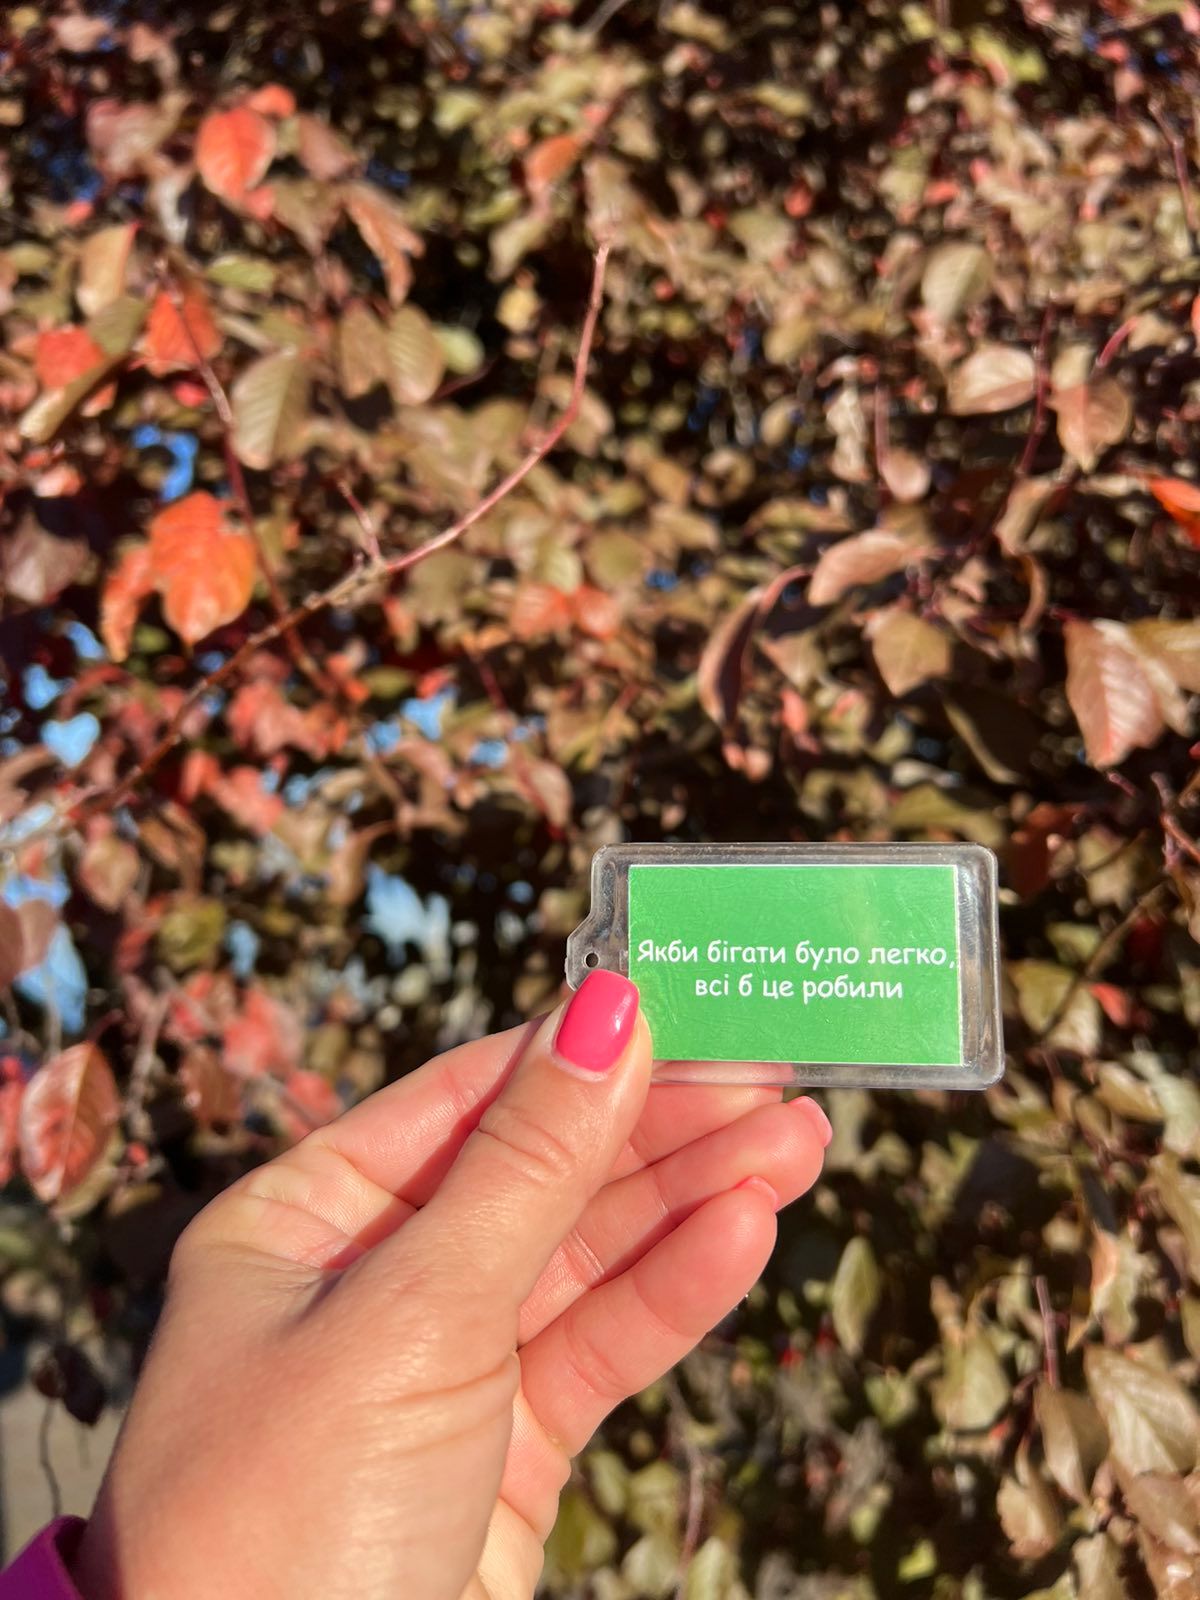 Якби бігати було легко,
всі б це робили